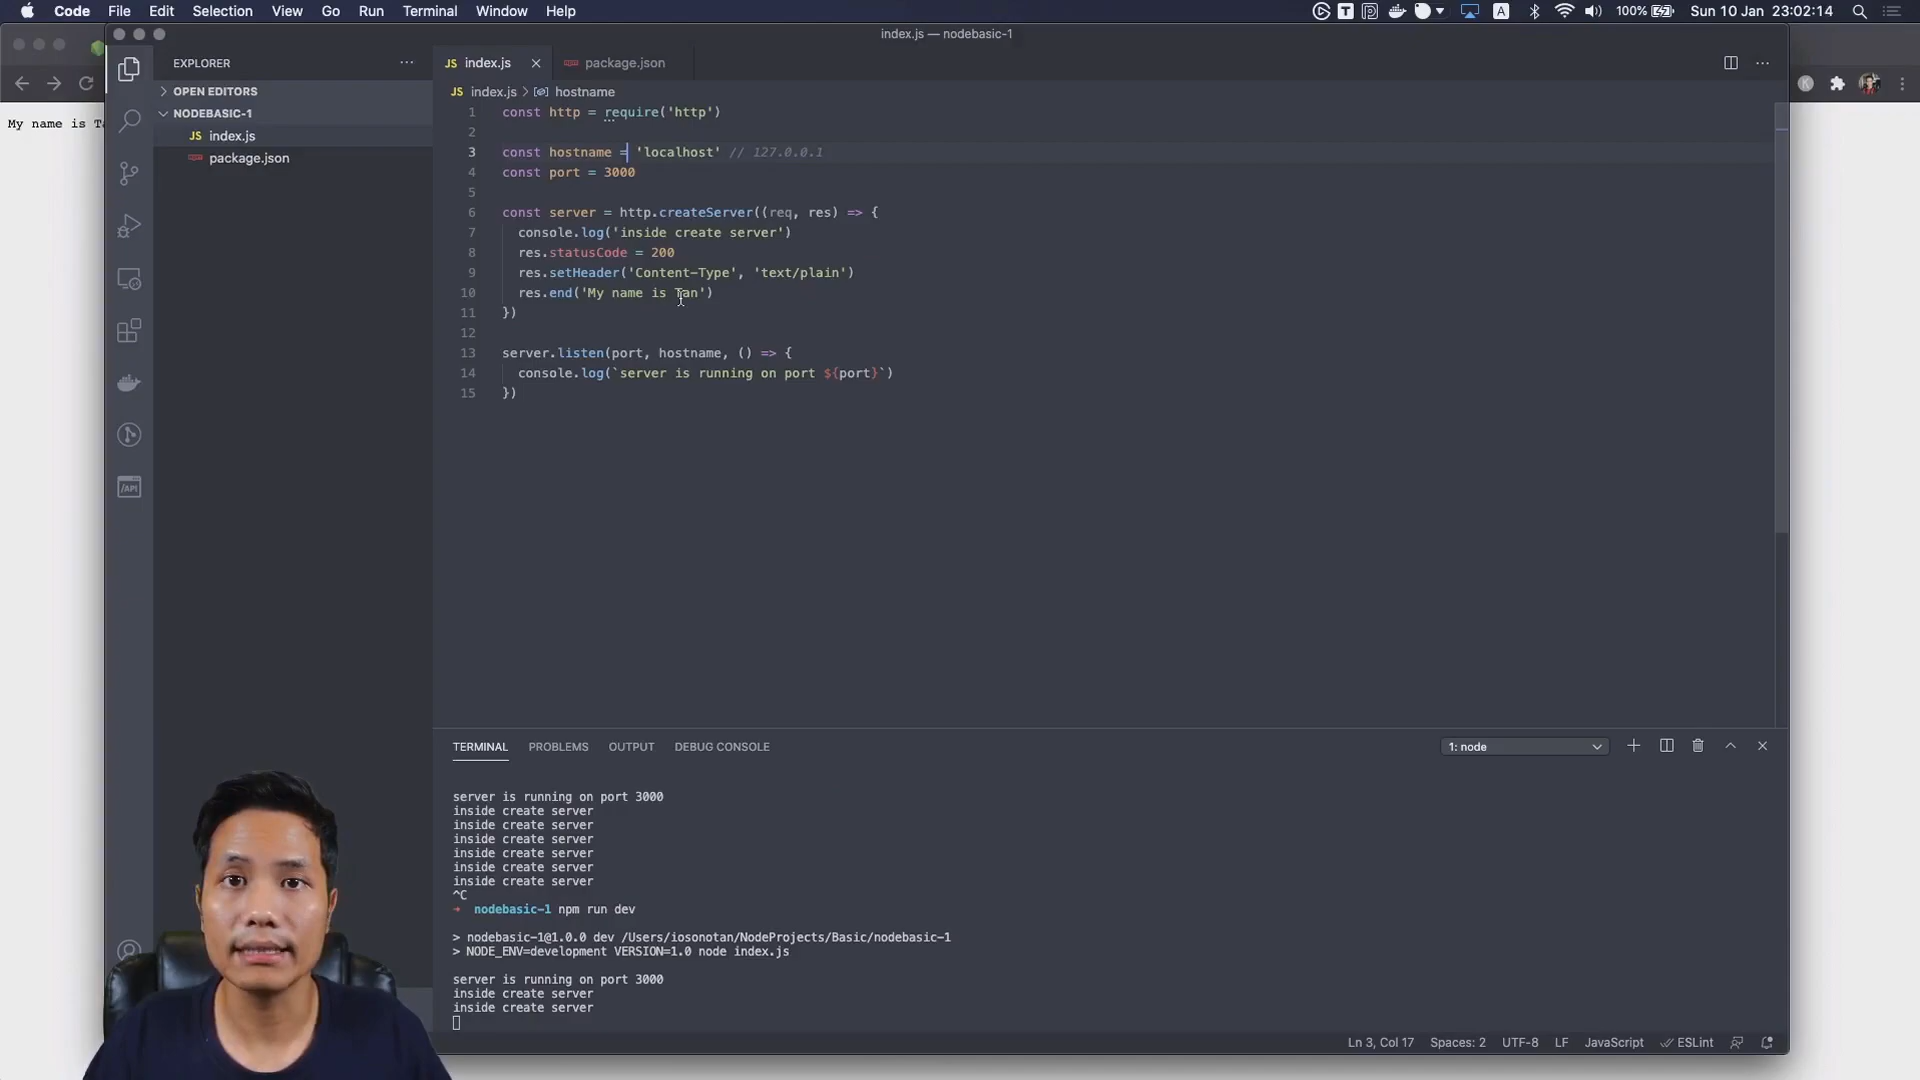 Code File Edit Selection View Go Run Terminal Window Help
100% Sun 10 Jan 23:02:14
index.js — nodebasic-1
EXPLORER
OPEN EDITORS
NODEBASIC-1
JS index.js
package.json
JS index.js package.json
JS index.js > hostname
My name is Ta
1 const http = require('http')
2
3 const hostname = 'localhost' // 127.0.0.1
4 const port = 3000
5
6 const server = http.createServer((req, res) => {
7 console.log('inside create server')
8 res.statusCode = 200
9 res.setHeader('Content-Type', 'text/plain')
10 res.end('My name is Tan')
11 })
12
13 server.listen(port, hostname, () => {
14 console.log(`server is running on port ${port}`)
15 })
/API
TERMINAL PROBLEMS OUTPUT DEBUG CONSOLE
1: node
server is running on port 3000
inside create server
inside create server
inside create server
inside create server
inside create server
inside create server
^C
→ nodebasic-1 npm run dev
> nodebasic-1@1.0.0 dev /Users/iosonotan/NodeProjects/Basic/nodebasic-1
> NODE_ENV=development VERSION=1.0 node index.js
server is running on port 3000
inside create server
inside create server
Ln 3, Col 17 Spaces: 2 UTF-8 LF JavaScript ESLint